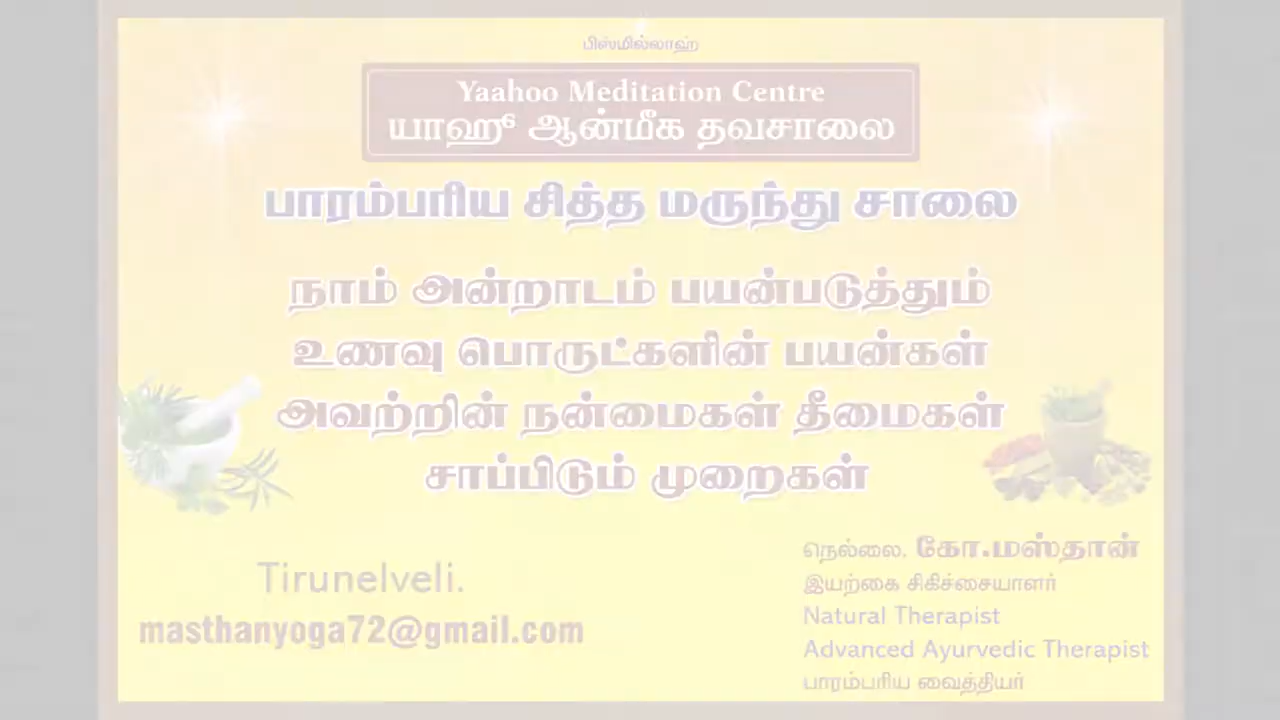 பிஸ்மில்லாஹ்
Yaahoo Meditation Centre
யாஹூ ஆன்மீக தவசாலை
பாரம்பரிய சித்த மருந்து சாலை
நாம் அன்றாடம் பயன்படுத்தும்
உணவு பொருட்களின் பயன்கள்
அவற்றின் நன்மைகள் தீமைகள்
சாப்பிடும் முறைகள்
Tirunelveli.
masthanyoga72@gmail.com
நெல்லை. கோ.மஸ்தான்
இயற்கை சிகிச்சையாளர்
Natural Therapist
Advanced Ayurvedic Therapist
பாரம்பரிய வைத்தியர்